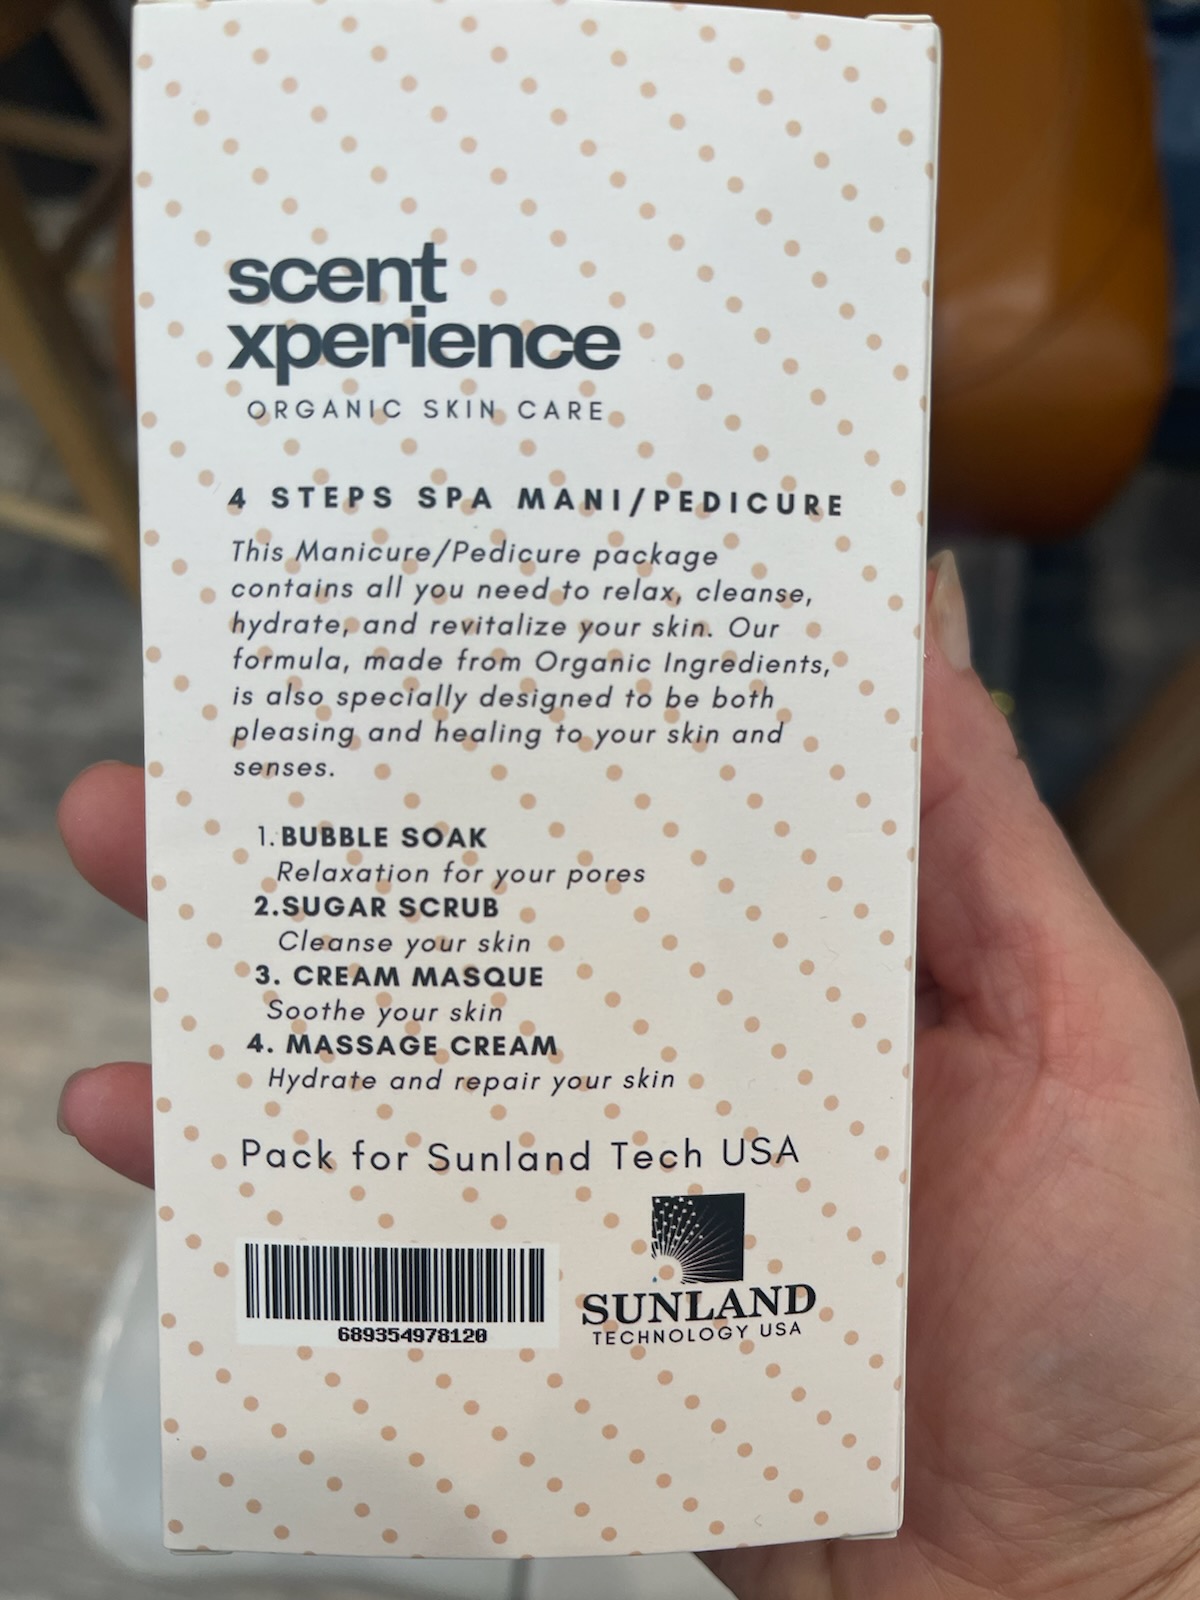 scent
xperience
ORGANIC SKIN CARE
4 STEPS SPA MANI/PEDICURE
This Manicure/Pedicure package
contains all you need to relax, cleanse,
hydrate, and revitalize your skin. Our
formula, made from Organic Ingredients,
is also specially designed to be both
pleasing and healing to your skin and
senses.
1. BUBBLE SOAK
Relaxation for your pores
2.SUGAR SCRUB
Cleanse your skin
3. CREAM MASQUE
Soothe your skin
4. MASSAGE CREAM
Hydrate and repair your skin
Pack for Sunland Tech USA
689354978120
SUNLAND
TECHNOLOGY USA